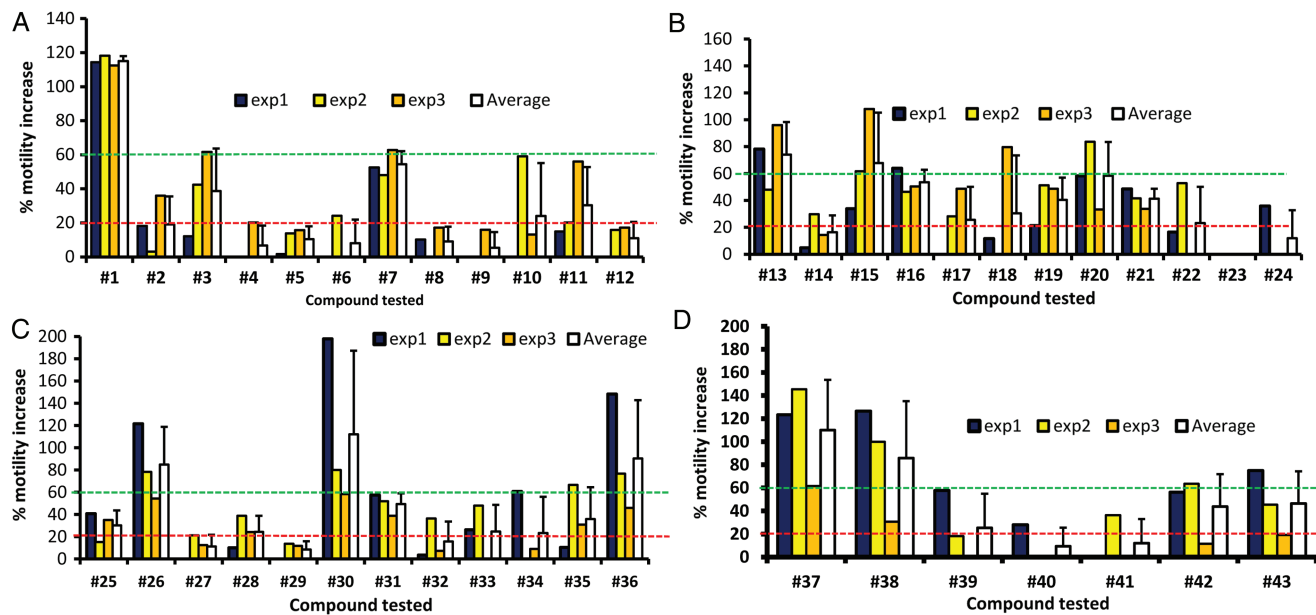 A
% motility increase
140
120
100
80
60
40
20
0
exp1 exp2 exp3 Average
#1 #2 #3 #4 #5 #6 #7 #8 #9 #10 #11 #12
Compound tested
B
% motility increase
160
140
120
100
80
60
40
20
0
exp1 exp2 exp3 Average
#13 #14 #15 #16 #17 #18 #19 #20 #21 #22 #23 #24
Compound tested
C
% motility increase
200
180
160
140
120
100
80
60
40
20
0
exp1 exp2 exp3 Average
#25 #26 #27 #28 #29 #30 #31 #32 #33 #34 #35 #36
Compound tested
D
% motility increase
200
180
160
140
120
100
80
60
40
20
0
exp1 exp2 exp3 Average
#37 #38 #39 #40 #41 #42 #43
Compound tested